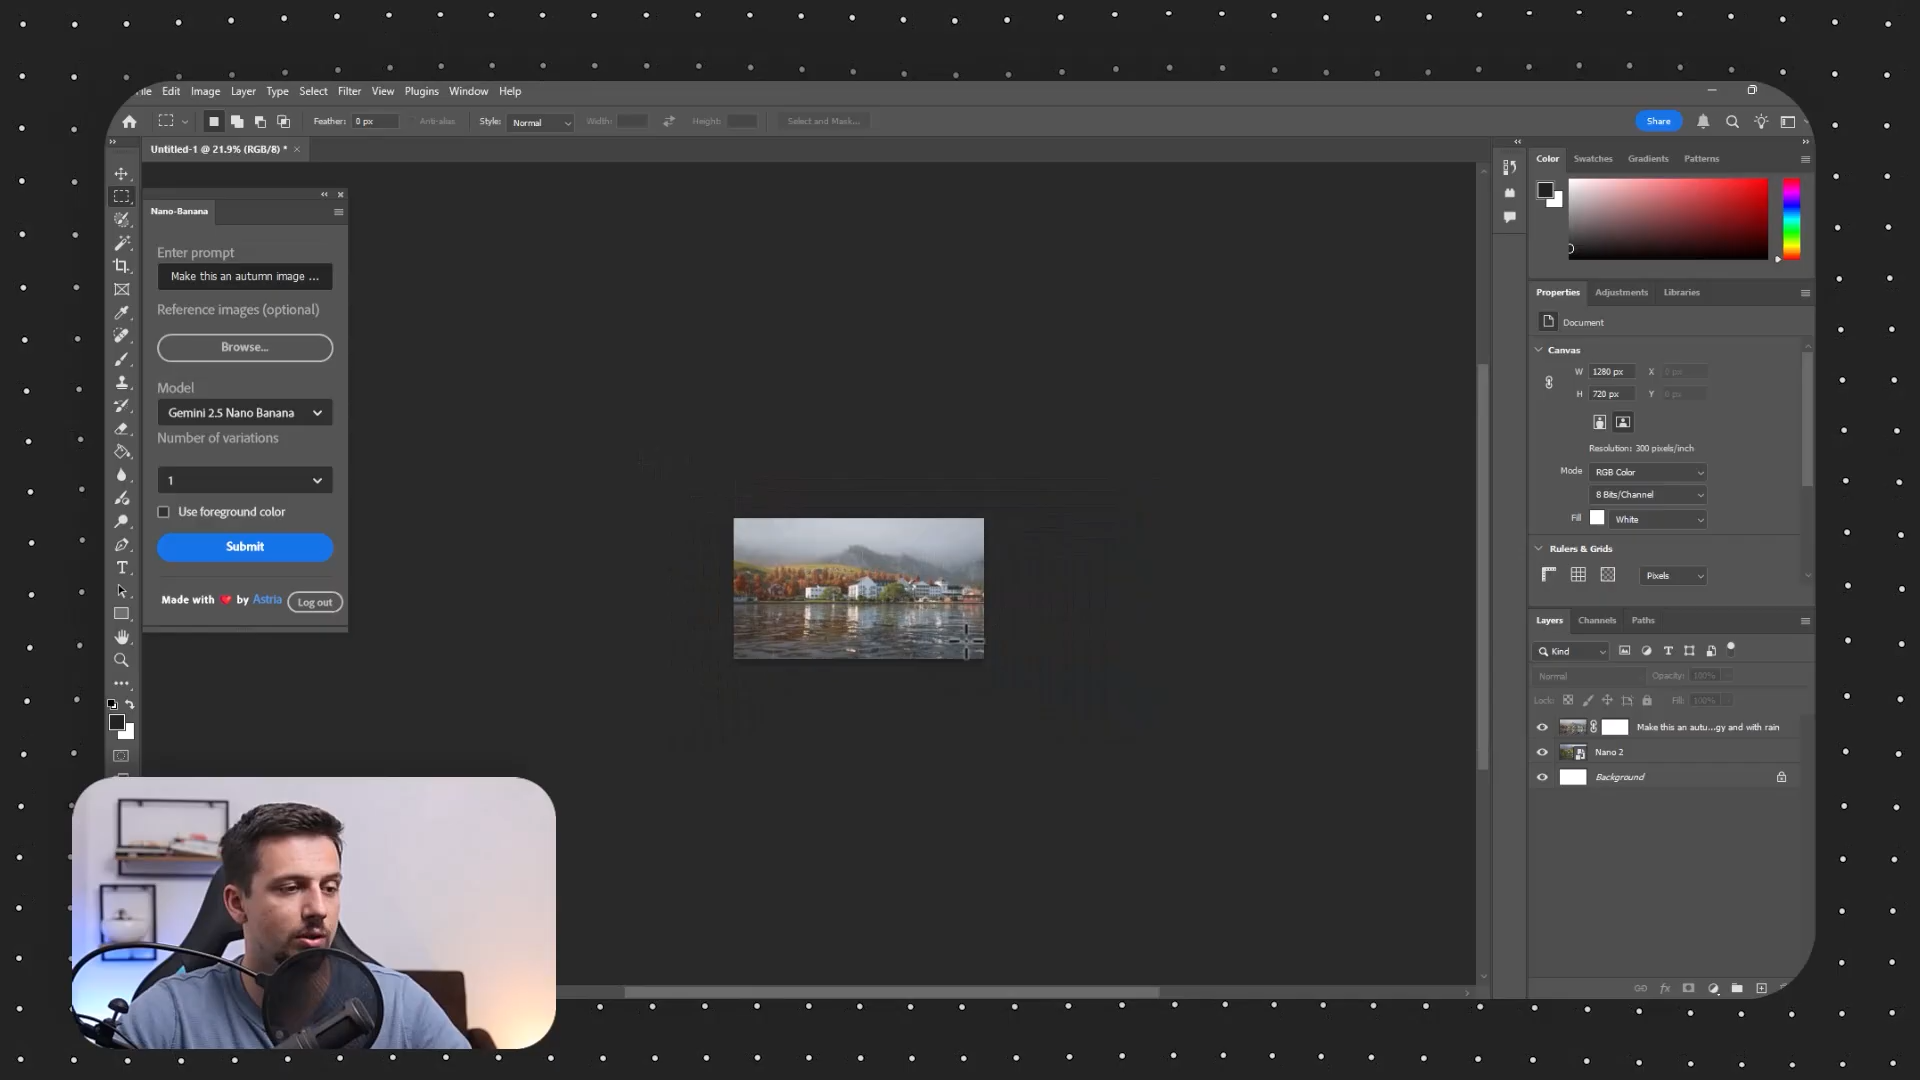 Edit Image Layer Type Select Filter View Plugins Window Help
Feather: 0 px Anti-alias Style: Normal Width: Height: Select and Mask... Share
Untitled-1 @ 21.9% (RGB/8) *
Nano-Banana
Enter prompt
Make this an autumn image ...
Reference images (optional)
Browse...
Model
Gemini 2.5 Nano Banana
Number of variations
1
Use foreground color
Submit
Made with ❤ by Astria Log out
Color Swatches Gradients Patterns
Properties Adjustments Libraries
Document
Canvas
W 1280 px X 0 px
H 720 px Y 0 px
Resolution: 300 pixels/inch
Mode RGB Color
8 Bits/Channel
Fill White
Rulers & Grids
Pixels
Layers Channels Paths
Kind
Normal Opacity: 100%
Lock: Fill: 100%
Make this an autu...gy and with rain
Nano 2
Background